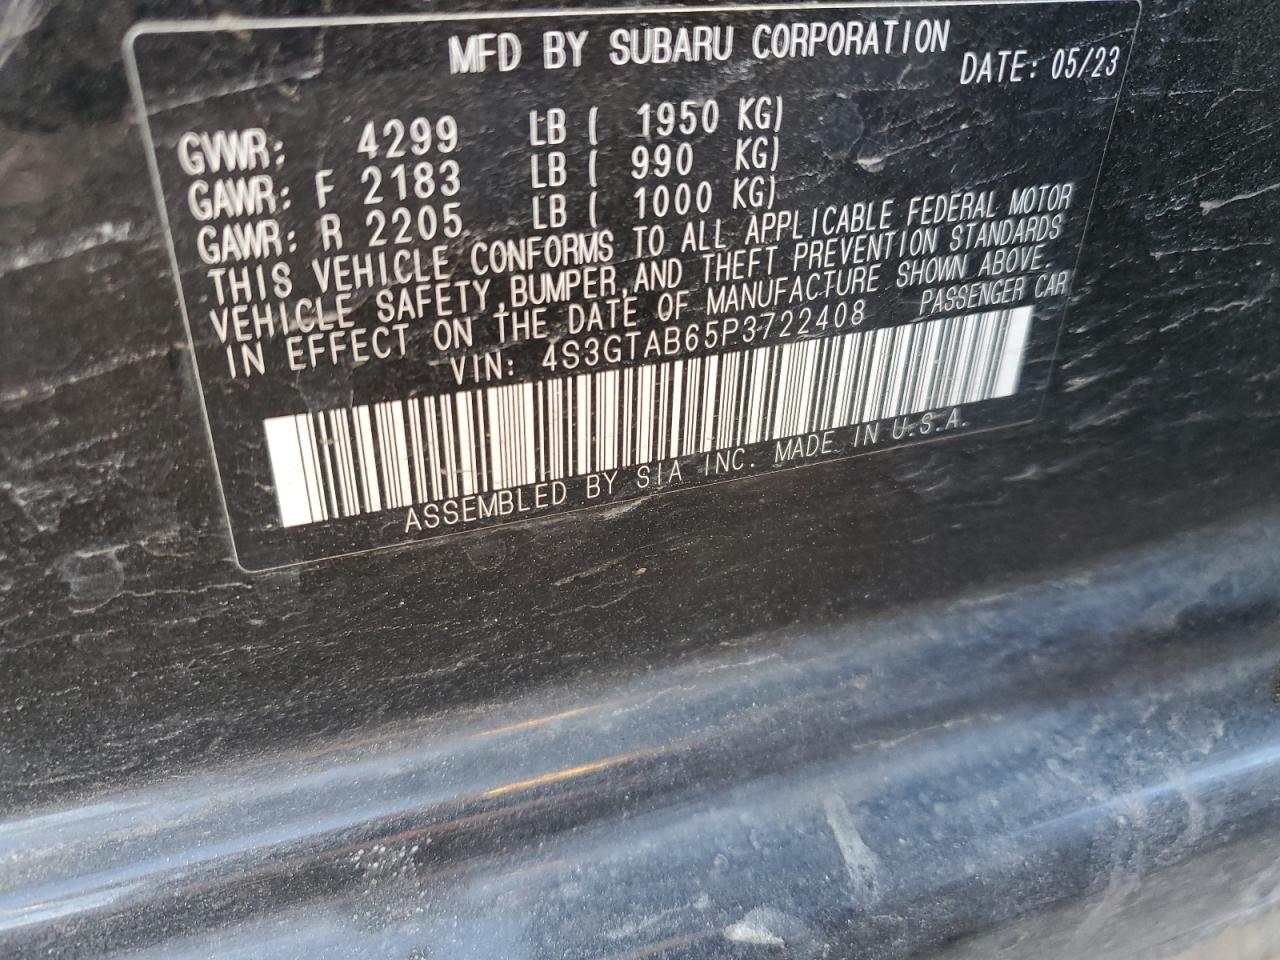 MFD BY SUBARU CORPORATION
DATE: 05/23
GVWR: 4299 LB ( 1950 KG)
GAWR: F 2183 LB ( 990 KG)
GAWR: R 2205 LB ( 1000 KG)
THIS VEHICLE CONFORMS TO ALL APPLICABLE FEDERAL MOTOR
VEHICLE SAFETY,BUMPER,AND THEFT PREVENTION STANDARDS
IN EFFECT ON THE DATE OF MANUFACTURE SHOWN ABOVE.
VIN: 4S3GTAB65P3722408 PASSENGER CAR
ASSEMBLED BY SIA INC. MADE IN U.S.A.